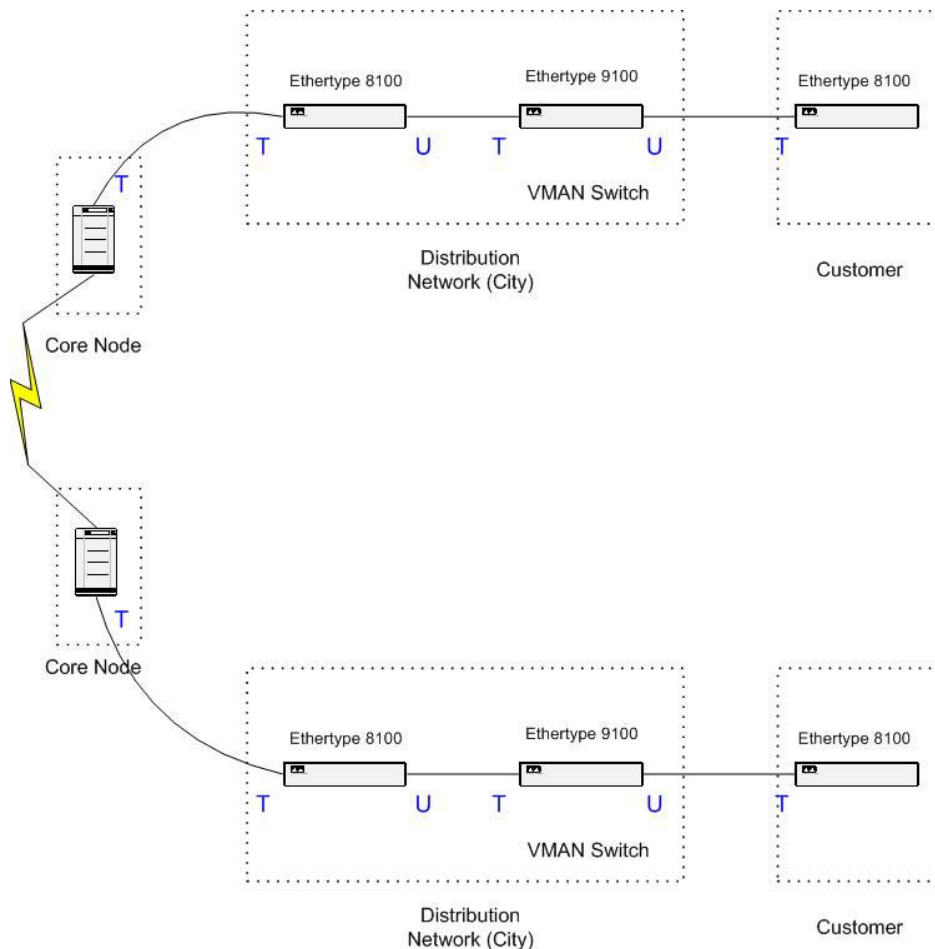 Ethertype 8100
Ethertype 9100
Ethertype 8100
T
U
T
U
T
T
VMAN Switch
Distribution
Network (City)
Customer
Core Node
T
Core Node
Ethertype 8100
Ethertype 9100
Ethertype 8100
T
U
T
U
T
VMAN Switch
Distribution
Network (City)
Customer